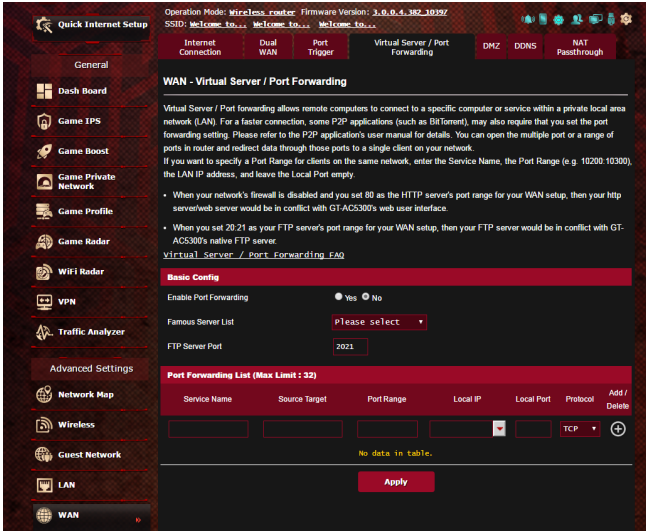 Quick Internet Setup
Operation Mode: Wireless router Firmware Version: 3.0.0.4.382_10397
SSID: Welcome to... Welcome to... Welcome to...
Internet Connection
Dual WAN
Port Trigger
Virtual Server / Port Forwarding
DMZ
DDNS
NAT Passthrough
General
Dash Board
Game IPS
Game Boost
Game Private Network
Game Profile
Game Radar
WiFi Radar
VPN
Traffic Analyzer
Advanced Settings
Network Map
Wireless
Guest Network
LAN
WAN
WAN - Virtual Server / Port Forwarding
Virtual Server / Port forwarding allows remote computers to connect to a specific computer or service within a private local area
network (LAN). For a faster connection, some P2P applications (such as BitTorrent), may also require that you set the port
forwarding setting. Please refer to the P2P application's user manual for details. You can open the multiple port or a range of
ports in router and redirect data through those ports to a single client on your network.
If you want to specify a Port Range for clients on the same network, enter the Service Name, the Port Range (e.g. 10200:10300),
the LAN IP address, and leave the Local Port empty.
• When your network's firewall is disabled and you set 80 as the HTTP server's port range for your WAN setup, then your http
server/web server would be in conflict with GT-AC5300's web user interface.
• When you set 20:21 as your FTP server's port range for your WAN setup, then your FTP server would be in conflict with GT-
AC5300's native FTP server.
Virtual Server / Port Forwarding FAQ
Basic Config
Enable Port Forwarding Yes No
Famous Server List Please select
FTP Server Port 2021
Port Forwarding List (Max Limit : 32)
Service Name Source Target Port Range Local IP Local Port Protocol Add / Delete
TCP
No data in table.
Apply